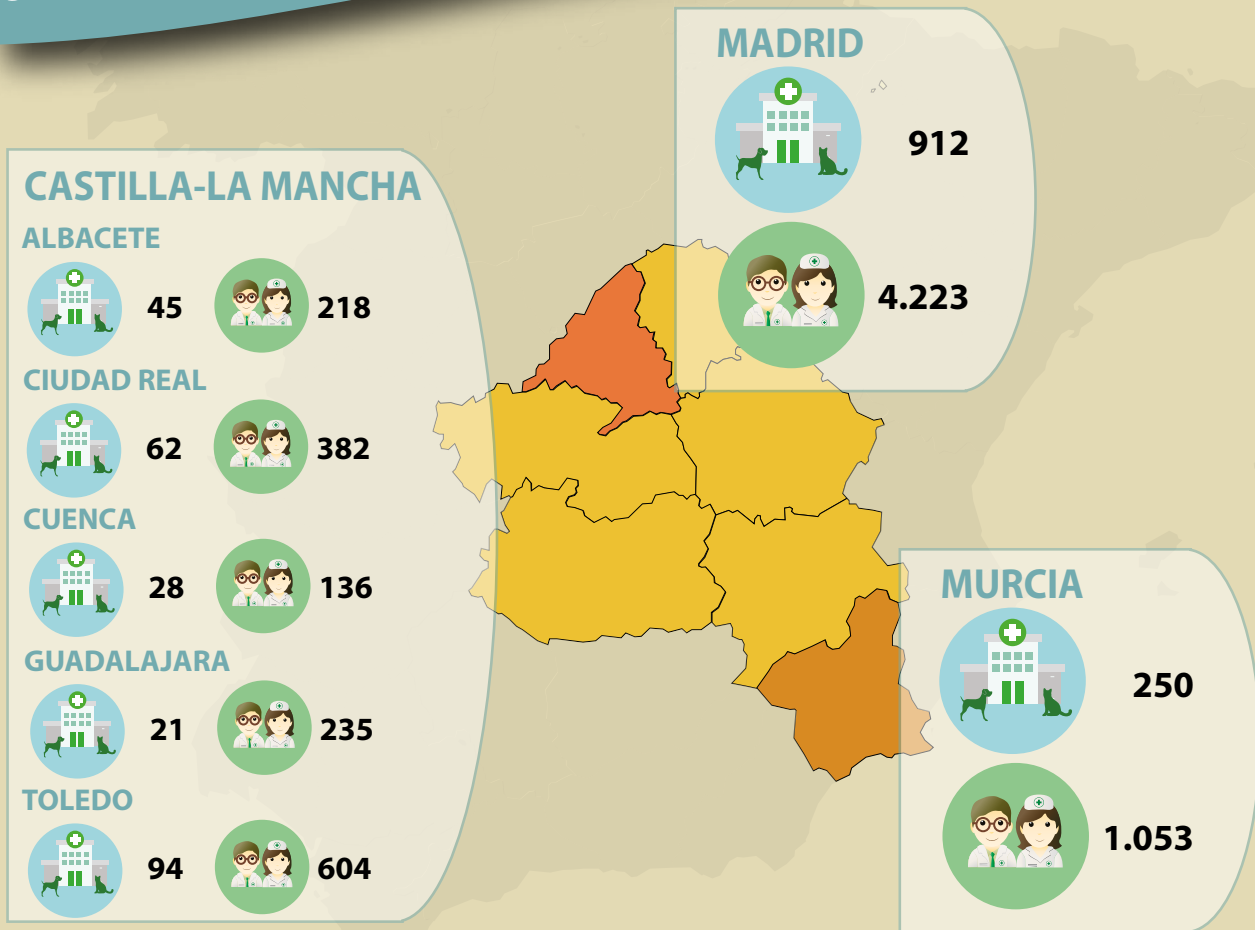 MADRID
912
4.223
CASTILLA-LA MANCHA
ALBACETE
45 218
CIUDAD REAL
62 382
CUENCA
28 136
GUADALAJARA
21 235
TOLEDO
94 604
MURCIA
250
1.053